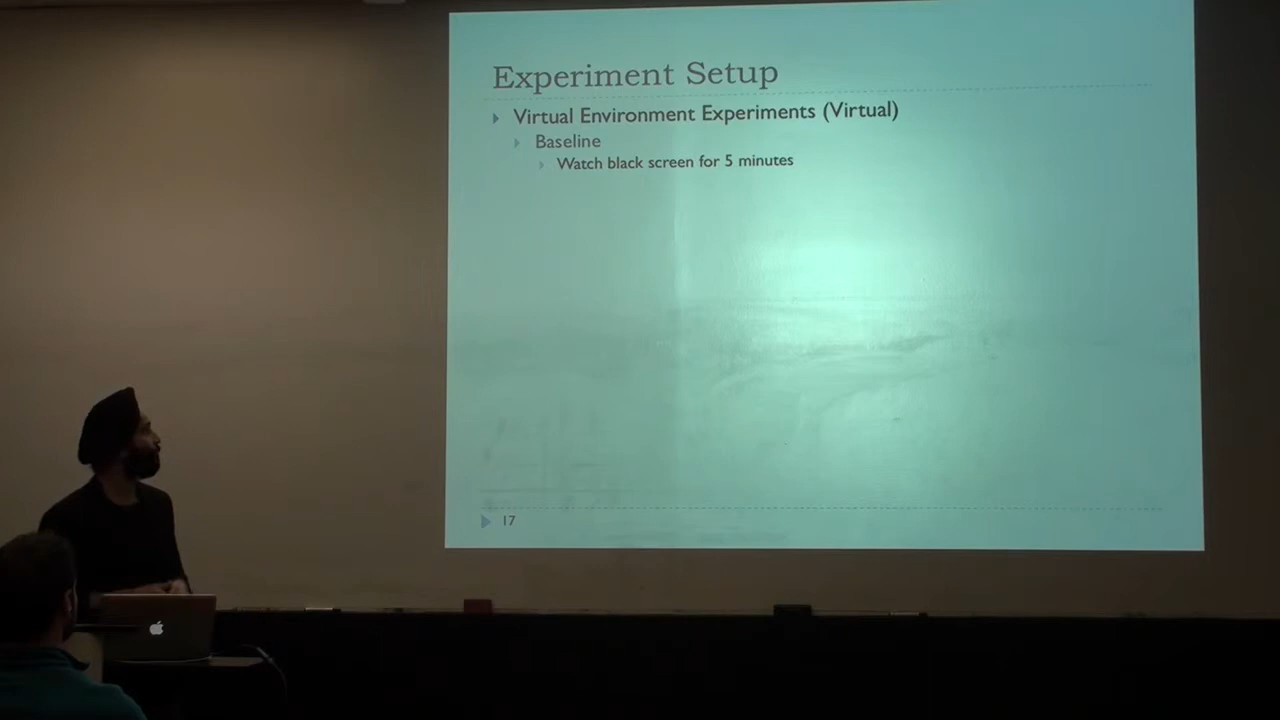 Experiment Setup
Virtual Environment Experiments (Virtual)
Baseline
Watch black screen for 5 minutes
17